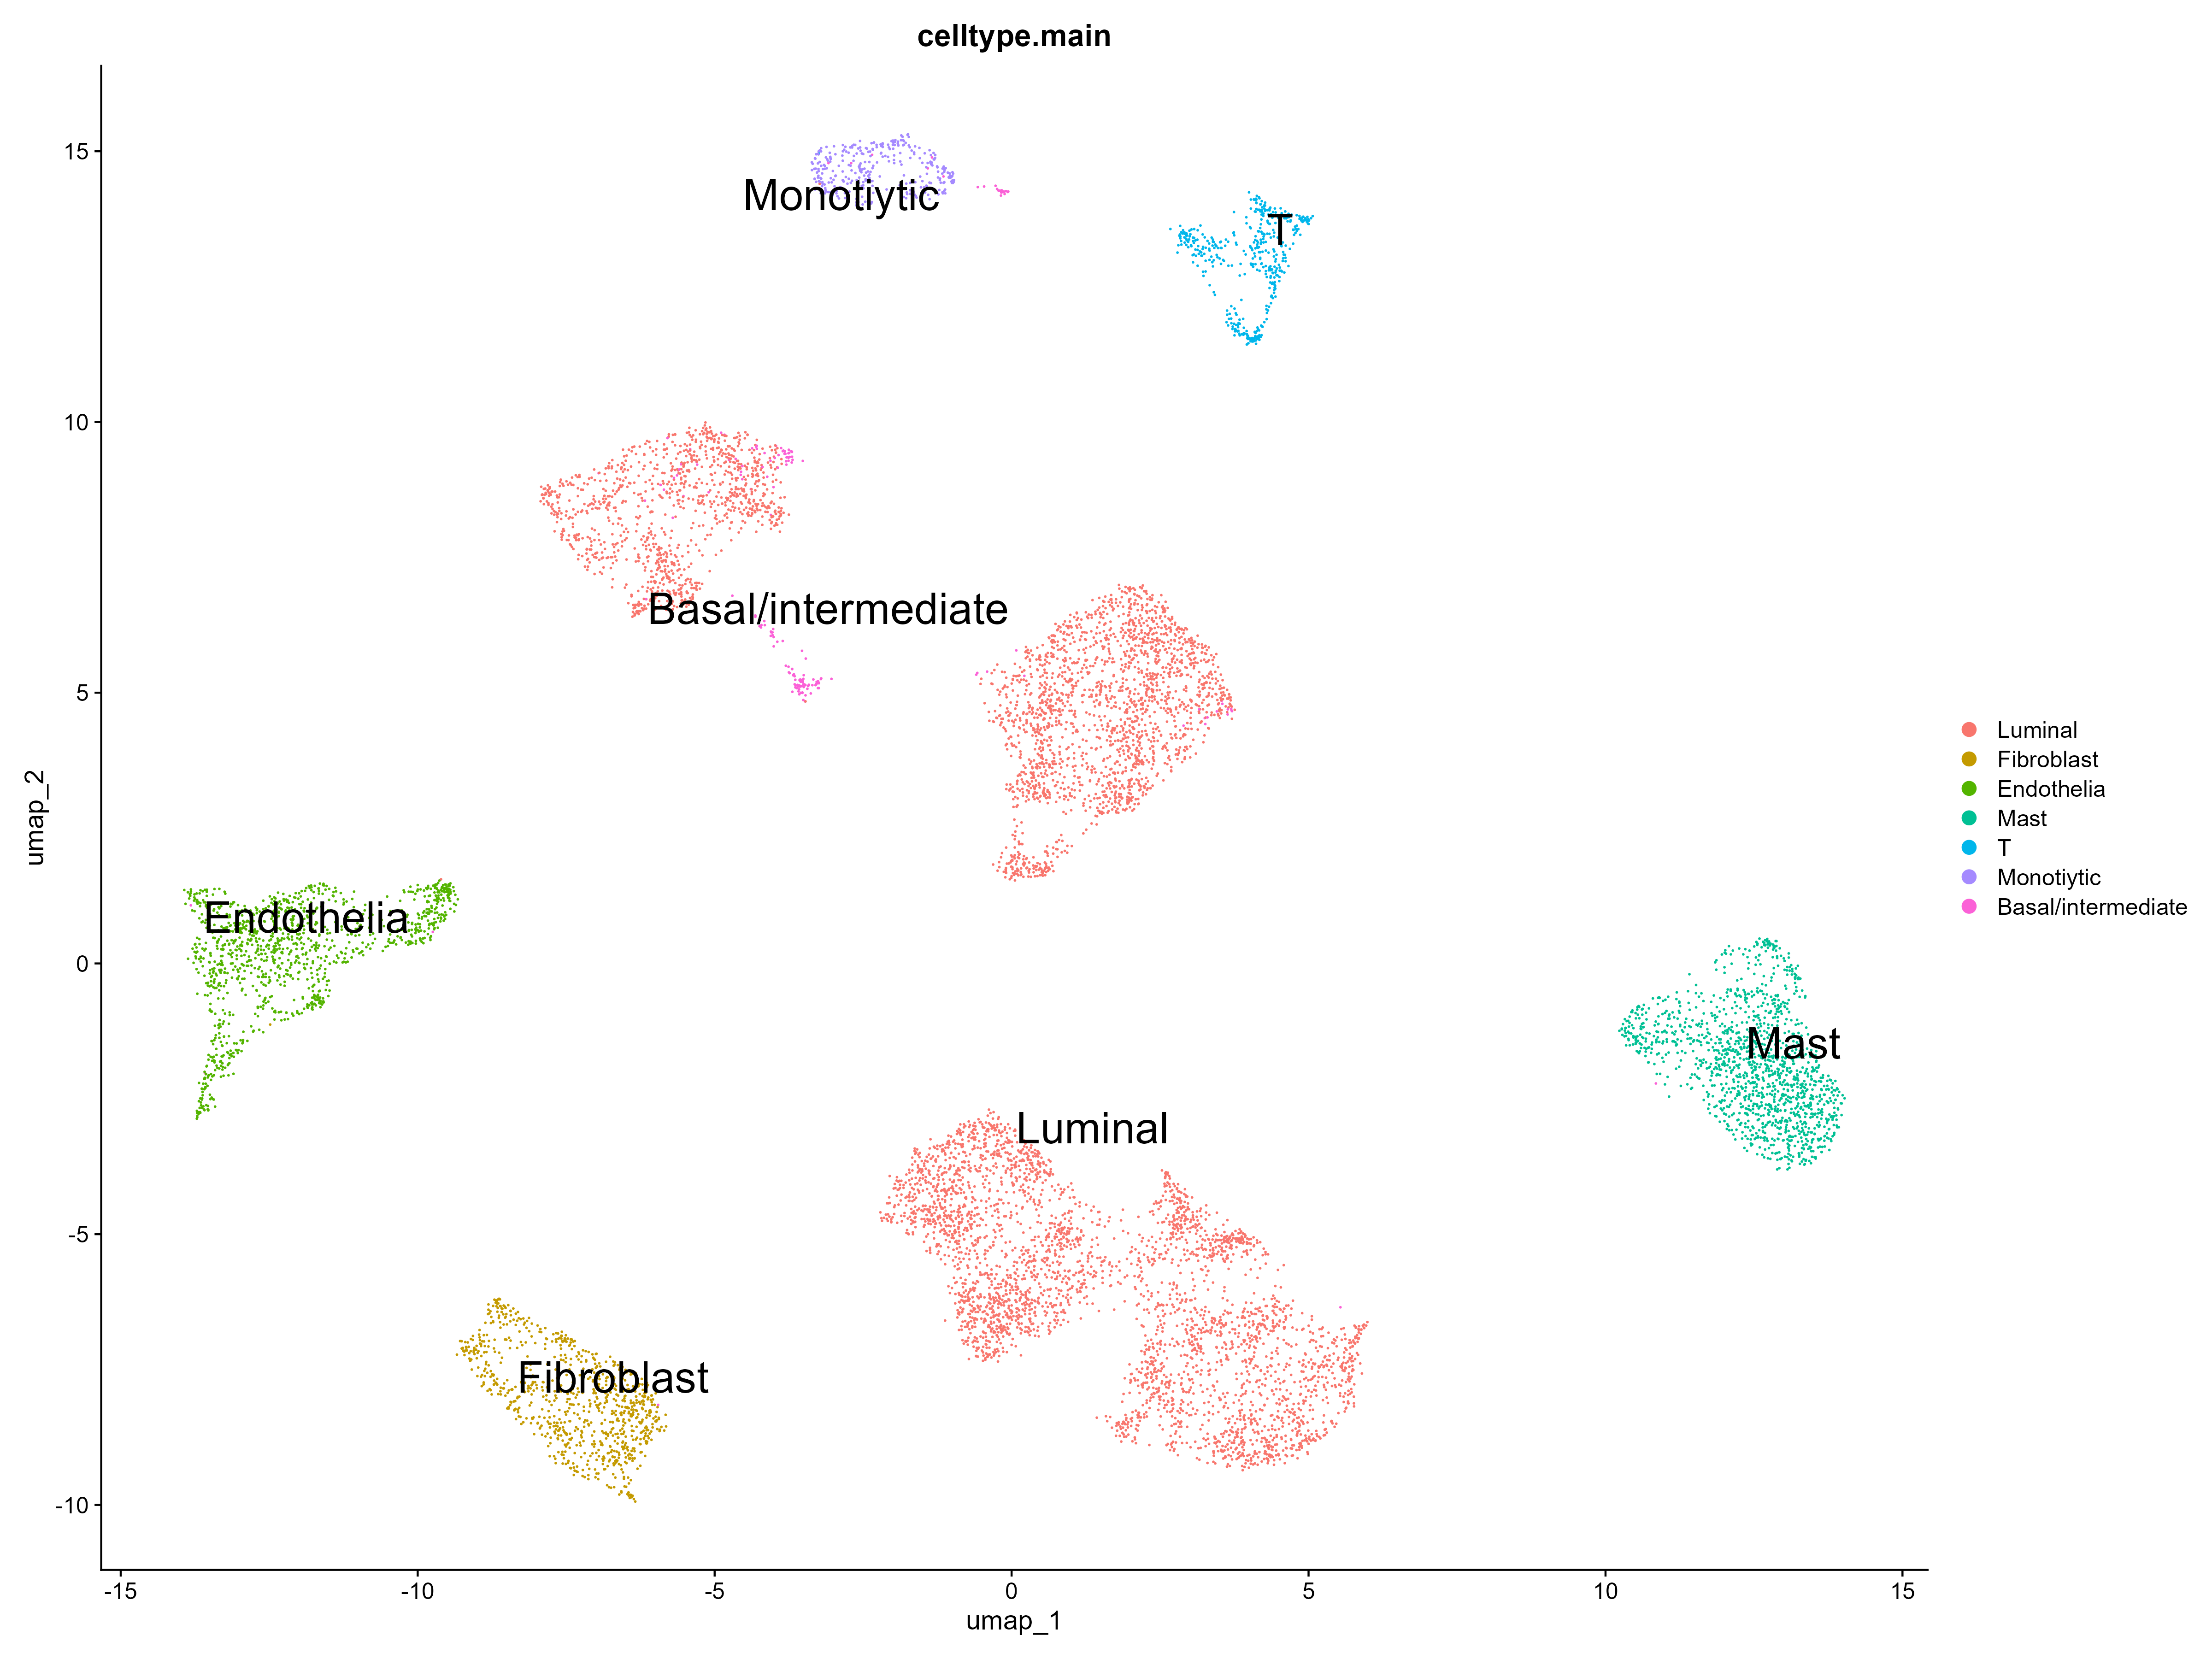 celltype.main
15
10
5
0
-5
-10
umap_2
Monotiytic
T
Basal/intermediate
Endothelia
Mast
Luminal
Fibroblast
-15
-10
-5
0
5
10
15
umap_1
Luminal
Fibroblast
Endothelia
Mast
T
Monotiytic
Basal/intermediate